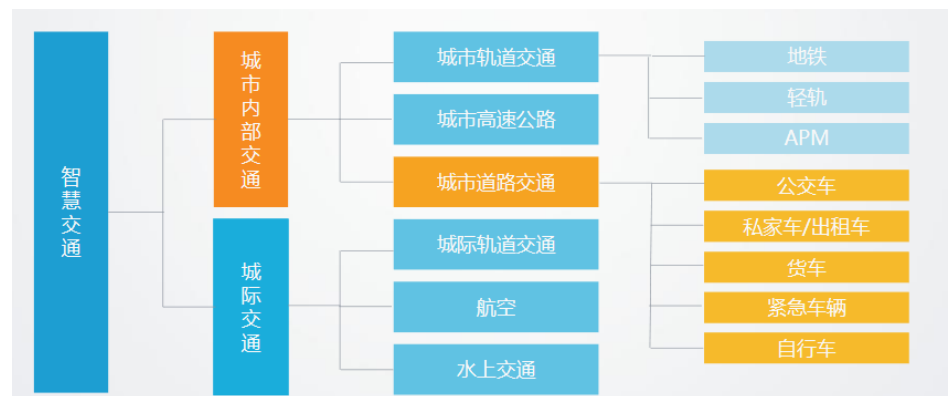 智慧交通
城市内部交通
城际交通
城市轨道交通
城市高速公路
城市道路交通
城际轨道交通
航空
水上交通
地铁
轻轨
APM
公交车
私家车/出租车
货车
紧急车辆
自行车